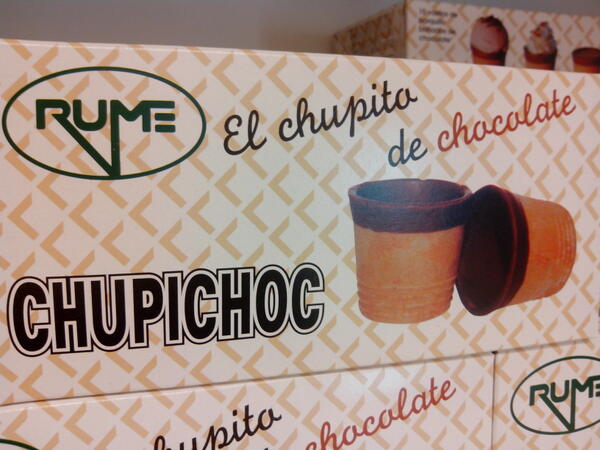 RUME
El chupito
de chocolate
CHUPICHOC
chupito
chocolate
RUME